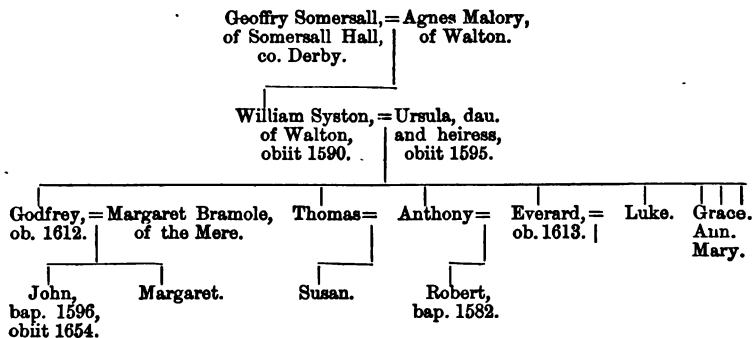 Geoffry Somersall, = Agnes Malory,
of Somersall Hall, of Walton.
co. Derby.
William Syston, = Ursula, dau.
of Walton, and heiress,
obiit 1590. obiit 1595.
Godfrey, = Margaret Bramole, Thomas= Anthony= Everard, = Luke. Grace.
ob. 1612. of the Mere. ob. 1613. Aun.
Mary.
John, Margaret. Susan. Robert,
bap. 1596, bap. 1582.
obiit 1654.